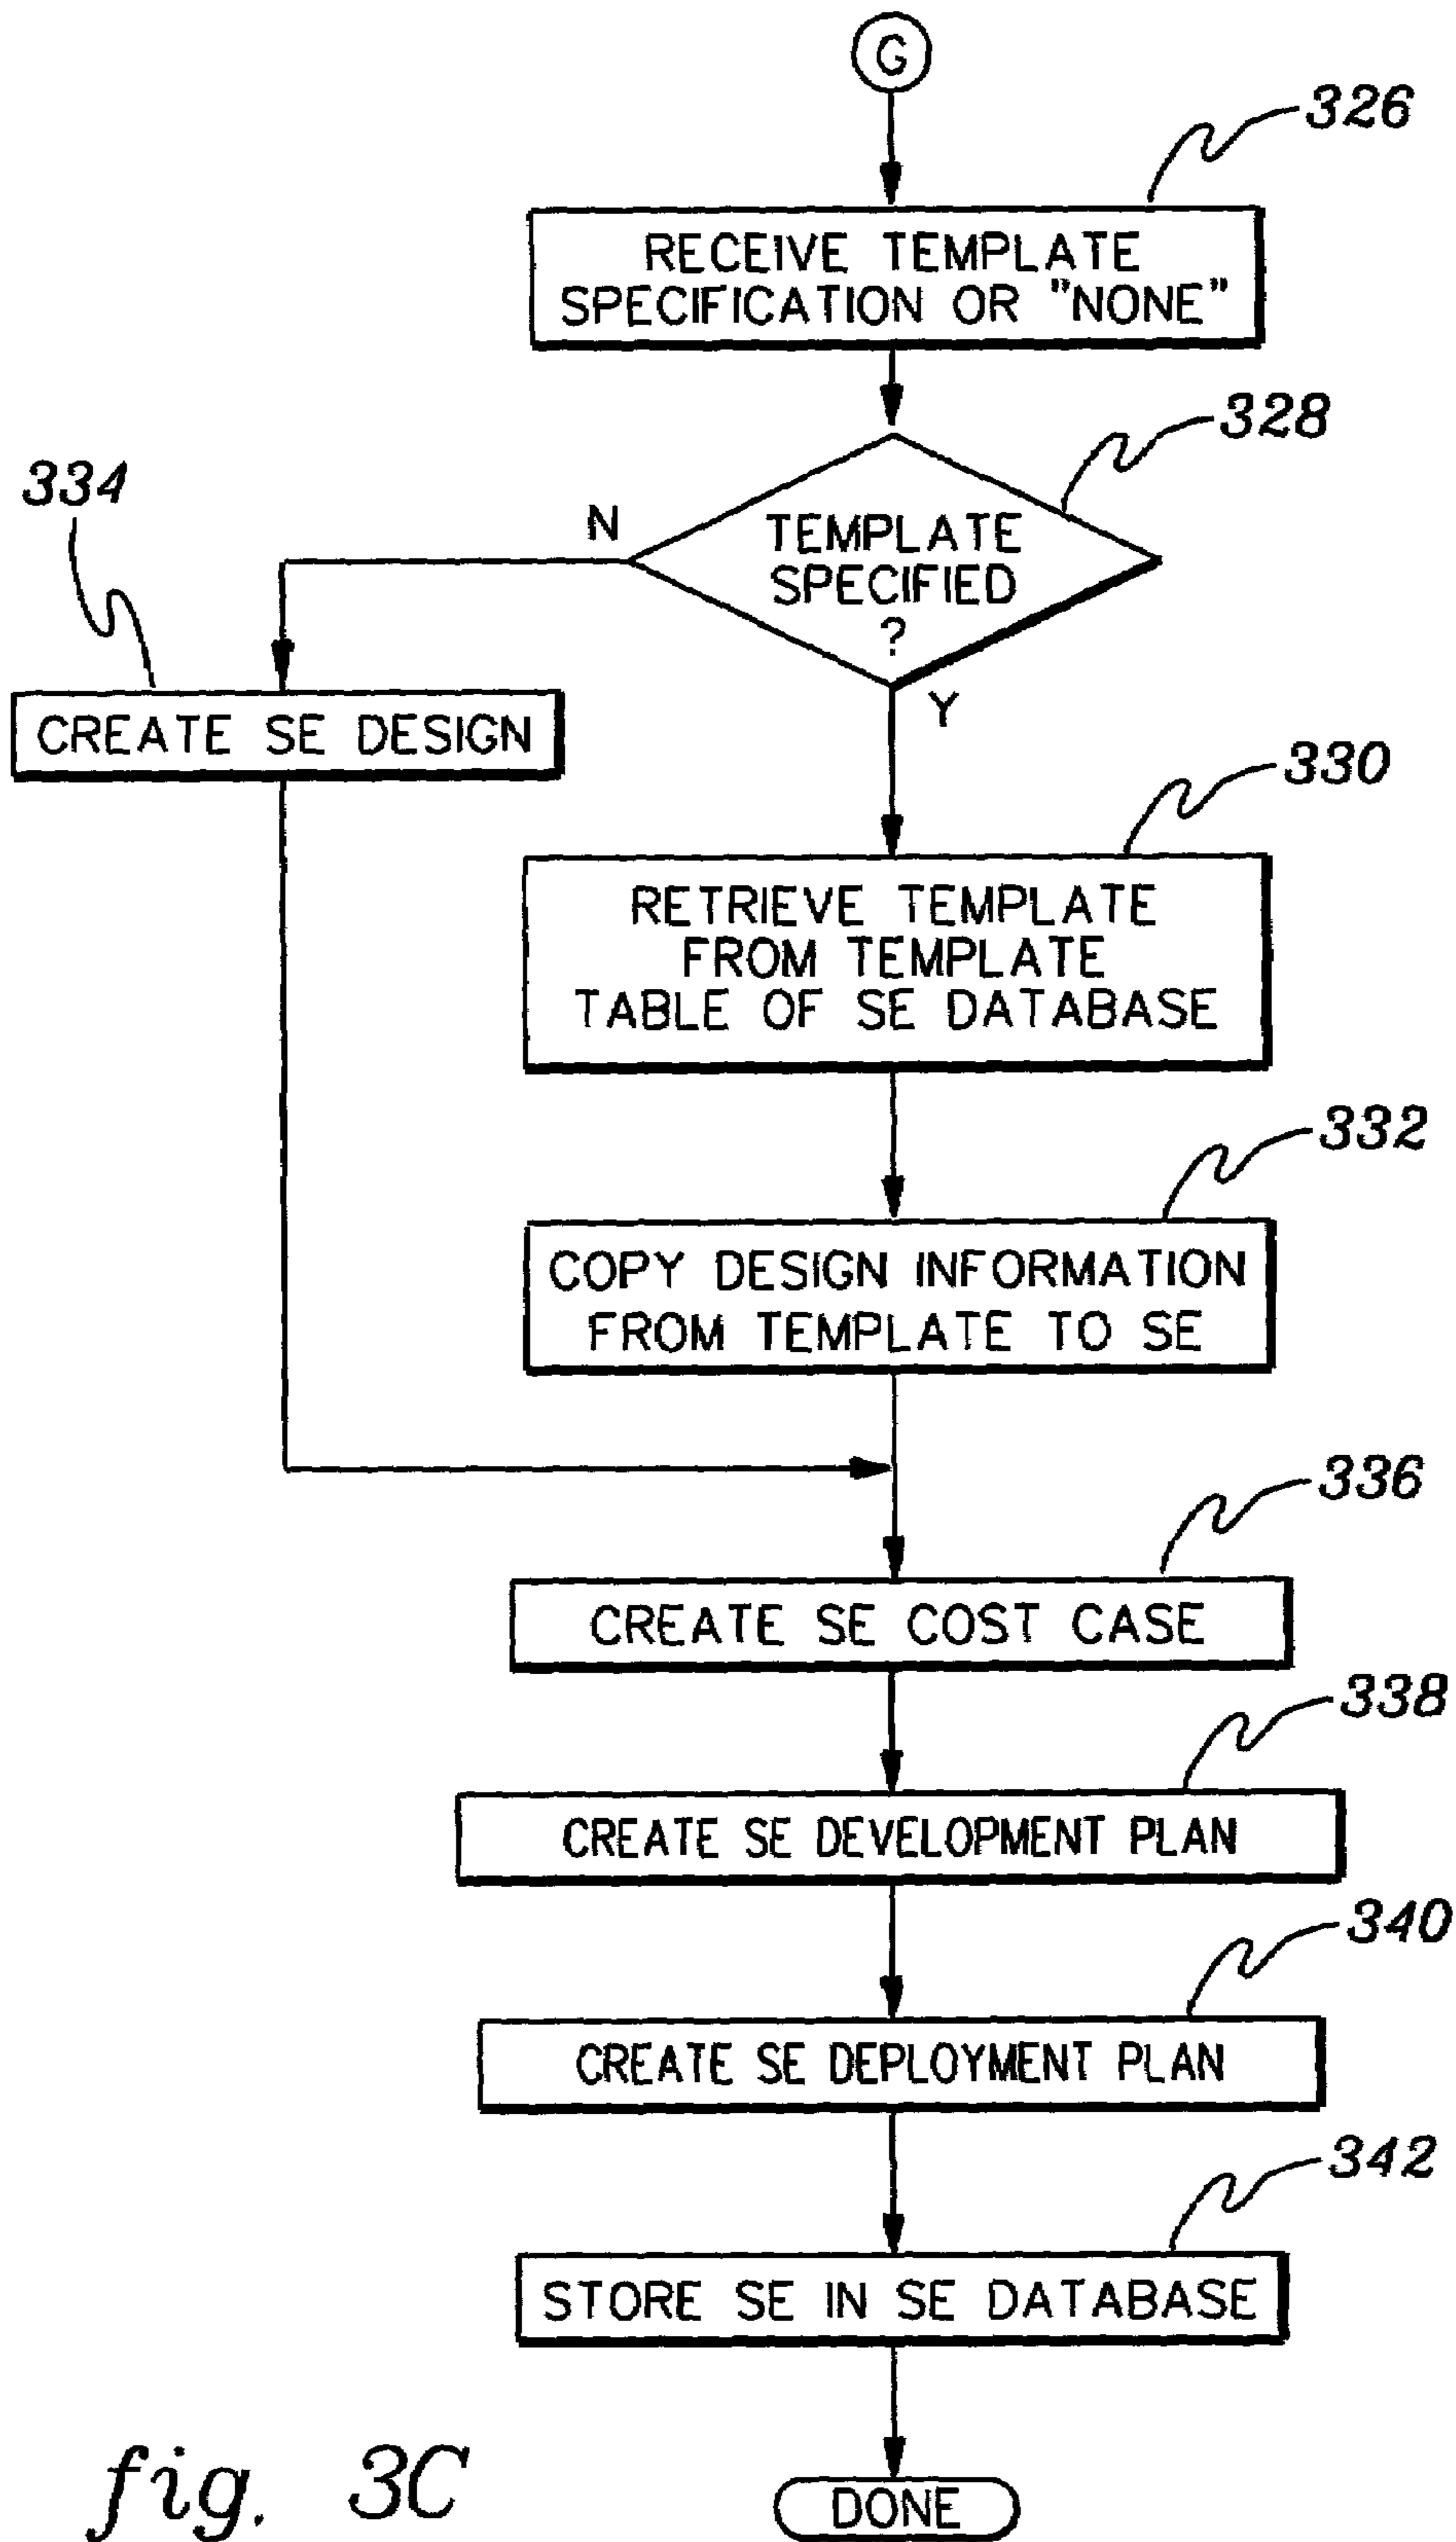 G
326
RECEIVE TEMPLATE
SPECIFICATION OR "NONE"
328
TEMPLATE
SPECIFIED
?
N
Y
334
CREATE SE DESIGN
330
RETRIEVE TEMPLATE
FROM TEMPLATE
TABLE OF SE DATABASE
332
COPY DESIGN INFORMATION
FROM TEMPLATE TO SE
336
CREATE SE COST CASE
338
CREATE SE DEVELOPMENT PLAN
340
CREATE SE DEPLOYMENT PLAN
342
STORE SE IN SE DATABASE
DONE
fig. 3C